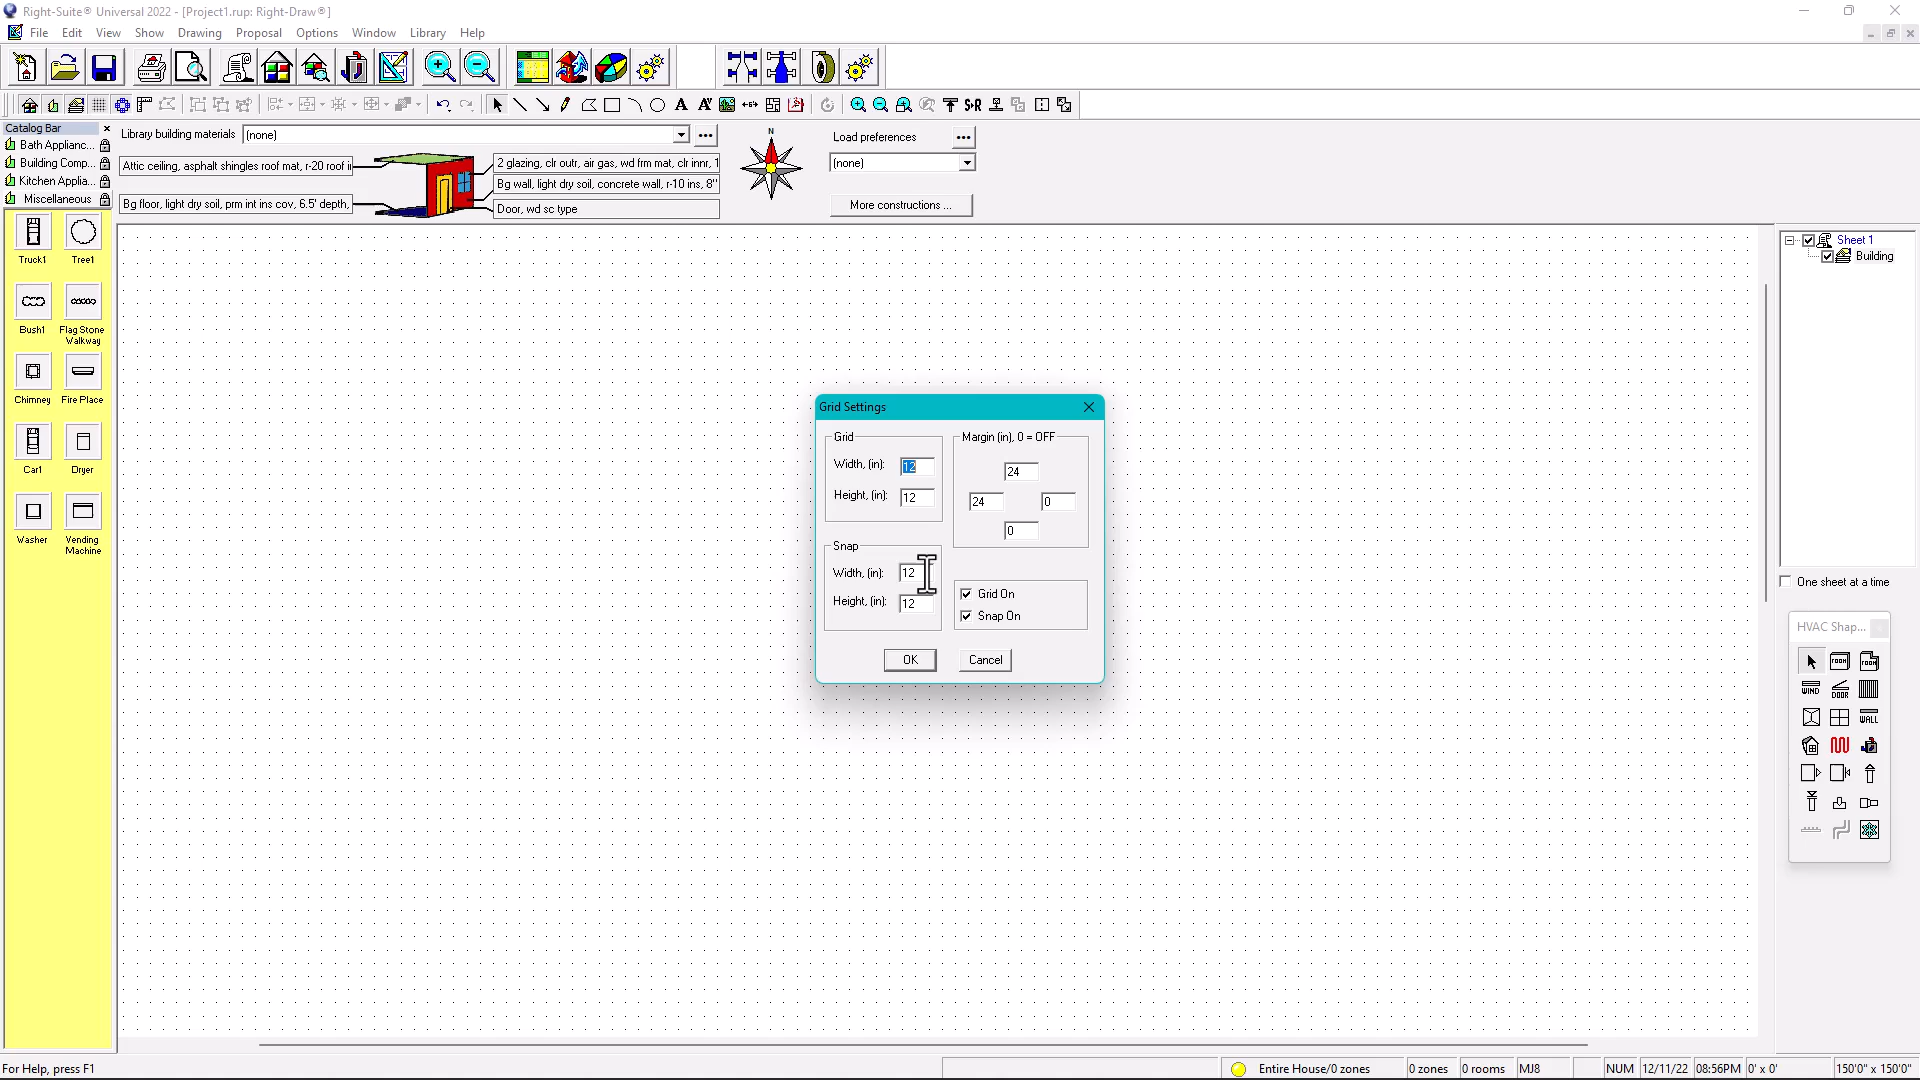 Right-Suite® Universal 2022 - [Project1.rup: Right-Draw®]
File Edit View Show Drawing Proposal Options Window Library Help
Catalog Bar
Bath Applianc...
Building Comp...
Kitchen Applia...
Miscellaneous
Library building materials (none)
Attic ceiling, asphalt shingles roof mat, r-20 roof i
Bg floor, light dry soil, prm int ins cov, 6.5' depth,
2 glazing, clr outr, air gas, wd frm mat, clr innr, 1
Bg wall, light dry soil, concrete wall, r-10 ins, 8"
Door, wd sc type
N
Load preferences
(none)
More constructions ...
Truck1 Tree1
Bush1 Flag Stone Walkway
Chimney Fire Place
Car1 Dryer
Washer Vending Machine
Grid Settings
Grid
Width, (in): 12
Height, (in): 12
Snap
Width, (in): 12
Height, (in): 12
Margin (in), 0 = OFF
24
24 0
0
Grid On
Snap On
OK Cancel
Sheet 1
Building
One sheet at a time
HVAC Shap...
ROOM ROOM
WIND DOOR
WALL
S•R
For Help, press F1
Entire House/0 zones 0 zones 0 rooms MJ8 NUM 12/11/22 08:56PM 0' x 0' 150'0" x 150'0"